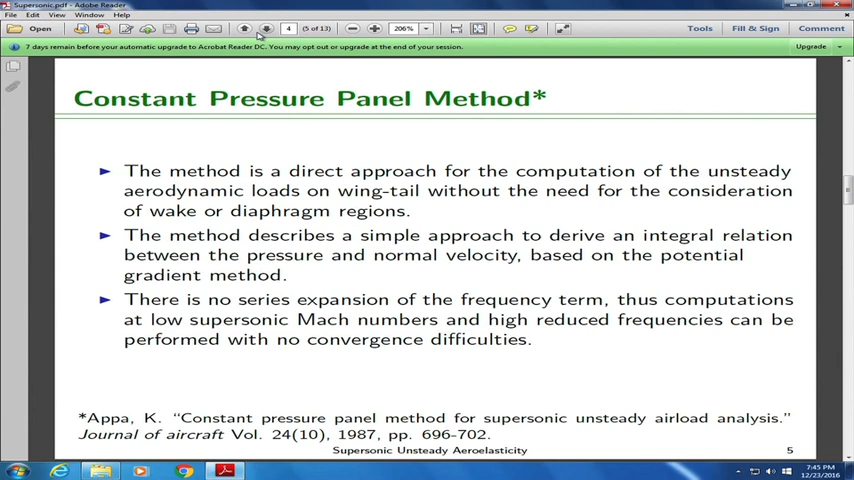 Supersonic.pdf - Adobe Reader
File Edit View Window Help
Open 4 (5 of 13) 206% Tools Fill & Sign Comment
7 days remain before your automatic upgrade to Acrobat Reader DC. You may opt out or upgrade at the end of your session. Upgrade
Constant Pressure Panel Method*
► The method is a direct approach for the computation of the unsteady
aerodynamic loads on wing-tail without the need for the consideration
of wake or diaphragm regions.
► The method describes a simple approach to derive an integral relation
between the pressure and normal velocity, based on the potential
gradient method.
► There is no series expansion of the frequency term, thus computations
at low supersonic Mach numbers and high reduced frequencies can be
performed with no convergence difficulties.
*Appa, K. "Constant pressure panel method for supersonic unsteady airload analysis."
Journal of aircraft Vol. 24(10), 1987, pp. 696-702.
Supersonic Unsteady Aeroelasticity 5
7:45 PM
12/23/2016